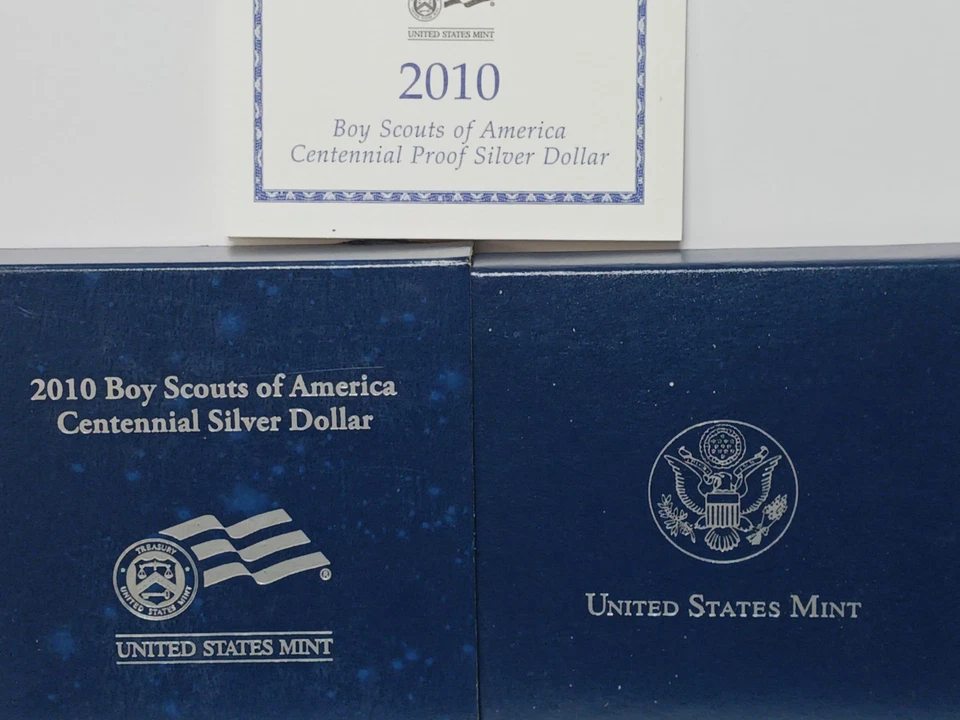 UNITED STATES MINT
2010
Boy Scouts of America
Centennial Proof Silver Dollar
2010 Boy Scouts of America
Centennial Silver Dollar
TREASURY
UNITED STATES MINT
®
UNITED STATES MINT
UNITED STATES MINT